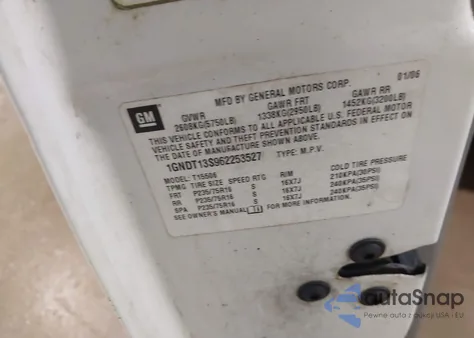 GM
MFD BY GENERAL MOTORS CORP. 01/06
GVWR GAWR FRT GAWR RR
2608KG(5750LB) 1338KG(2950LB) 1452KG(3200LB)
THIS VEHICLE CONFORMS TO ALL APPLICABLE U.S. FEDERAL MOTOR
VEHICLE SAFETY AND THEFT PREVENTION STANDARDS IN EFFECT ON
THE DATE OF MANUFACTURE SHOWN ABOVE.
1GNDT13S962253527 TYPE: M.P.V.
MODEL: T15506
TPMG TIRE SIZE SPEED RTG RIM COLD TIRE PRESSURE
FRT P235/75R16 S 16X7J 210KPA(30PSI)
RR P235/75R16 S 16X7J 240KPA(35PSI)
SPA P235/75R16 S 16X7J 240KPA(35PSI)
SEE OWNER'S MANUAL FOR MORE INFORMATION.
autaSnap
Pewne auta z aukcji USA - EU